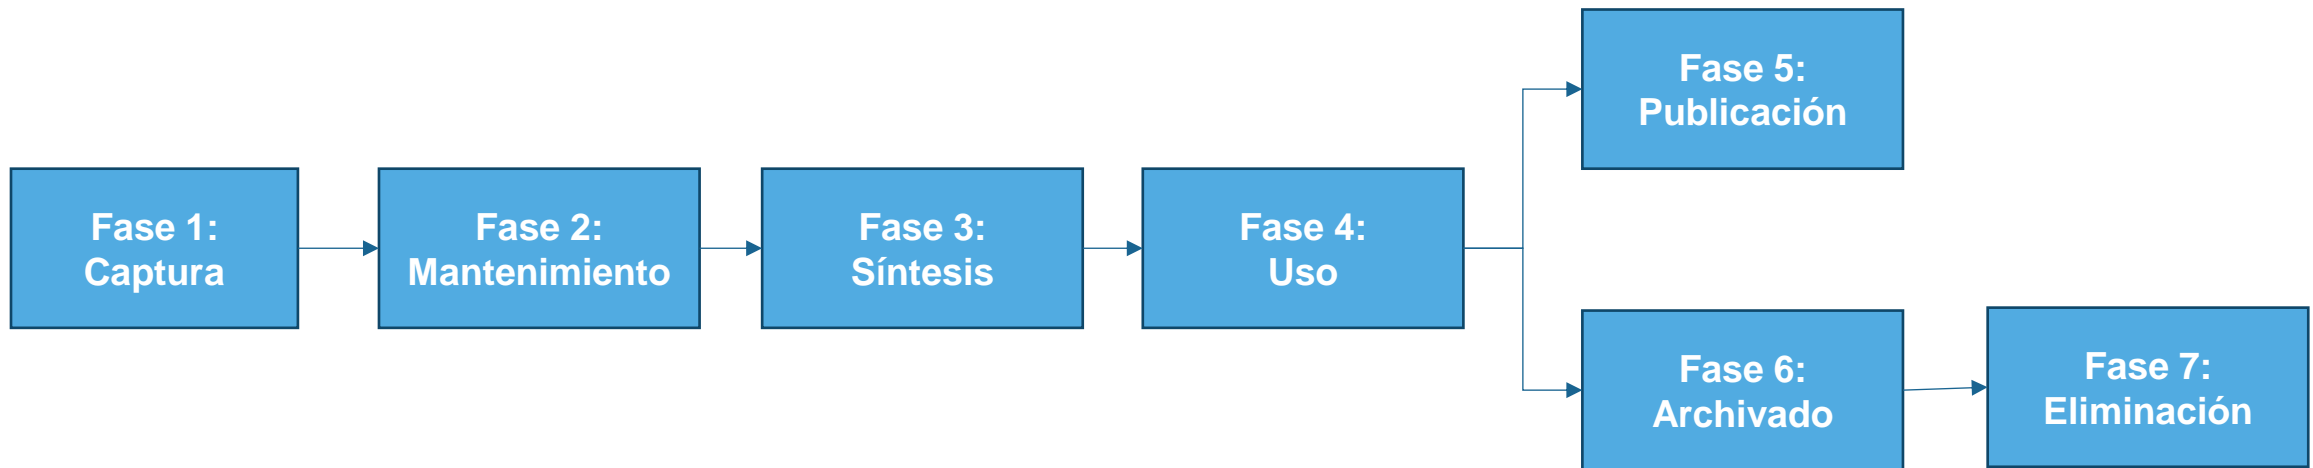 Fase 1:
Captura
Fase 2:
Mantenimiento
Fase 3:
Síntesis
Fase 4:
Uso
Fase 5:
Publicación
Fase 6:
Archivado
Fase 7:
Eliminación